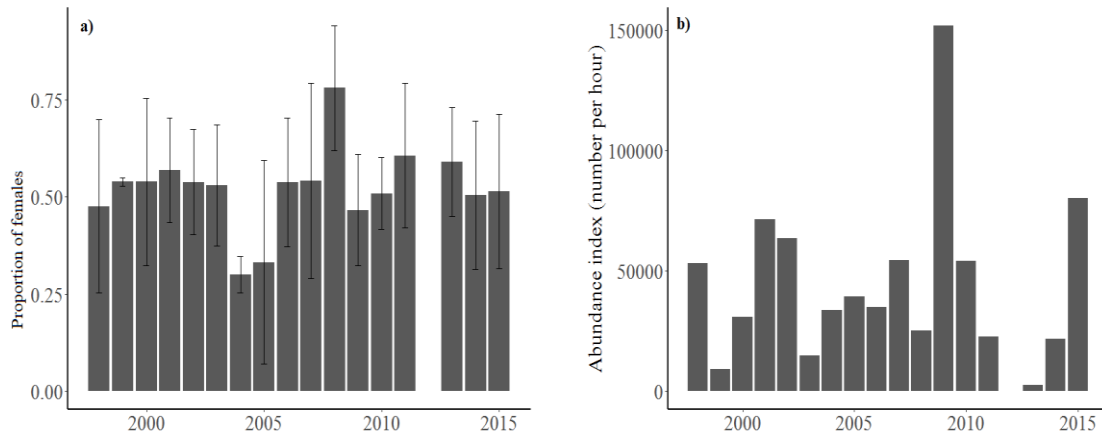 a)
Proportion of females
0.75
0.50
0.25
0.00
2000 2005 2010 2015
b)
Abundance index (number per hour)
150000
100000
50000
0
2000 2005 2010 2015